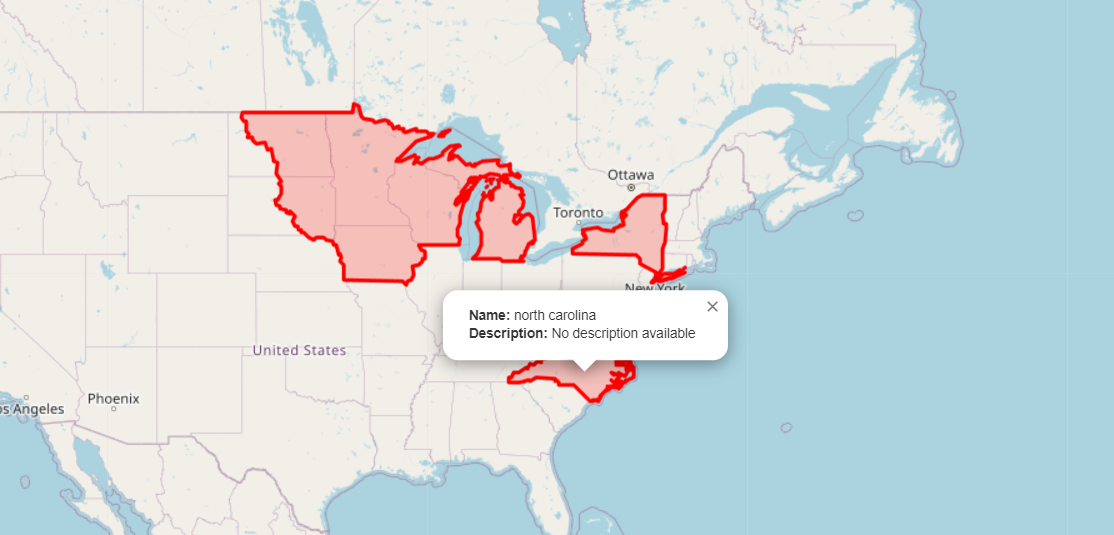 Ottawa
Toronto
New York
Name: north carolina
Description: No description available
United States
Phoenix
os Angeles